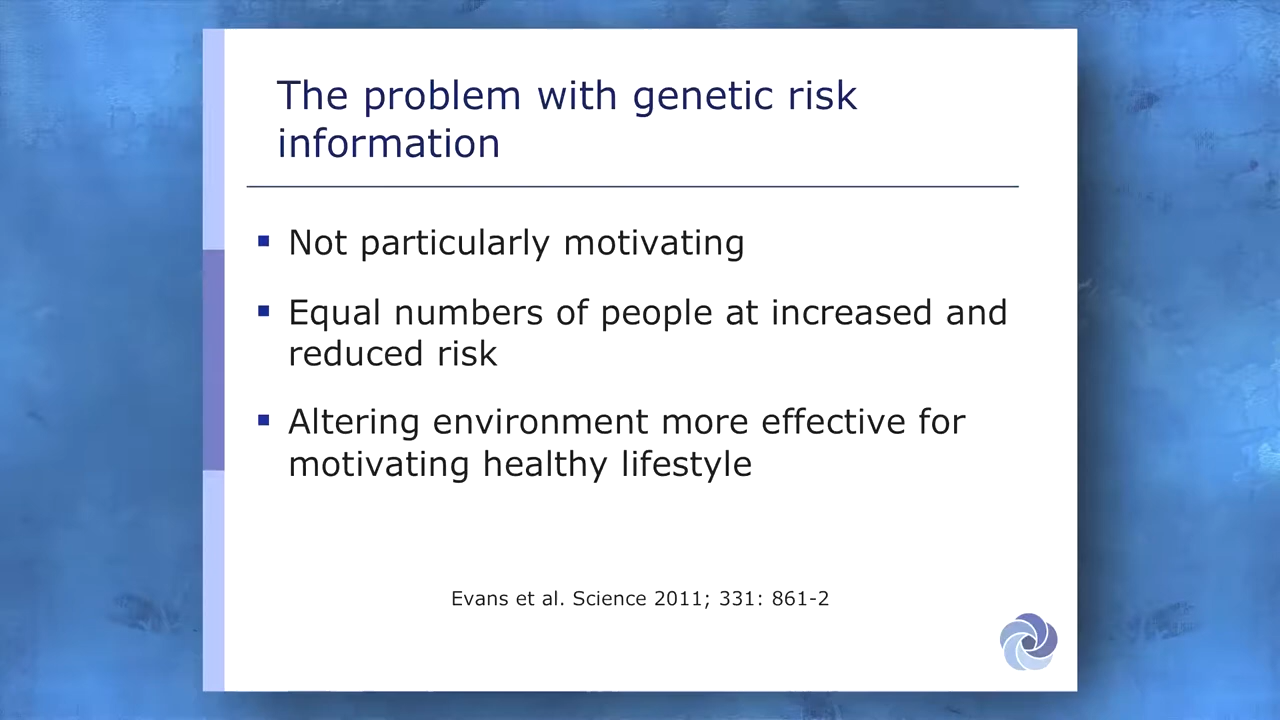 The problem with genetic risk
information
▪ Not particularly motivating
▪ Equal numbers of people at increased and
reduced risk
▪ Altering environment more effective for
motivating healthy lifestyle
Evans et al. Science 2011; 331: 861-2